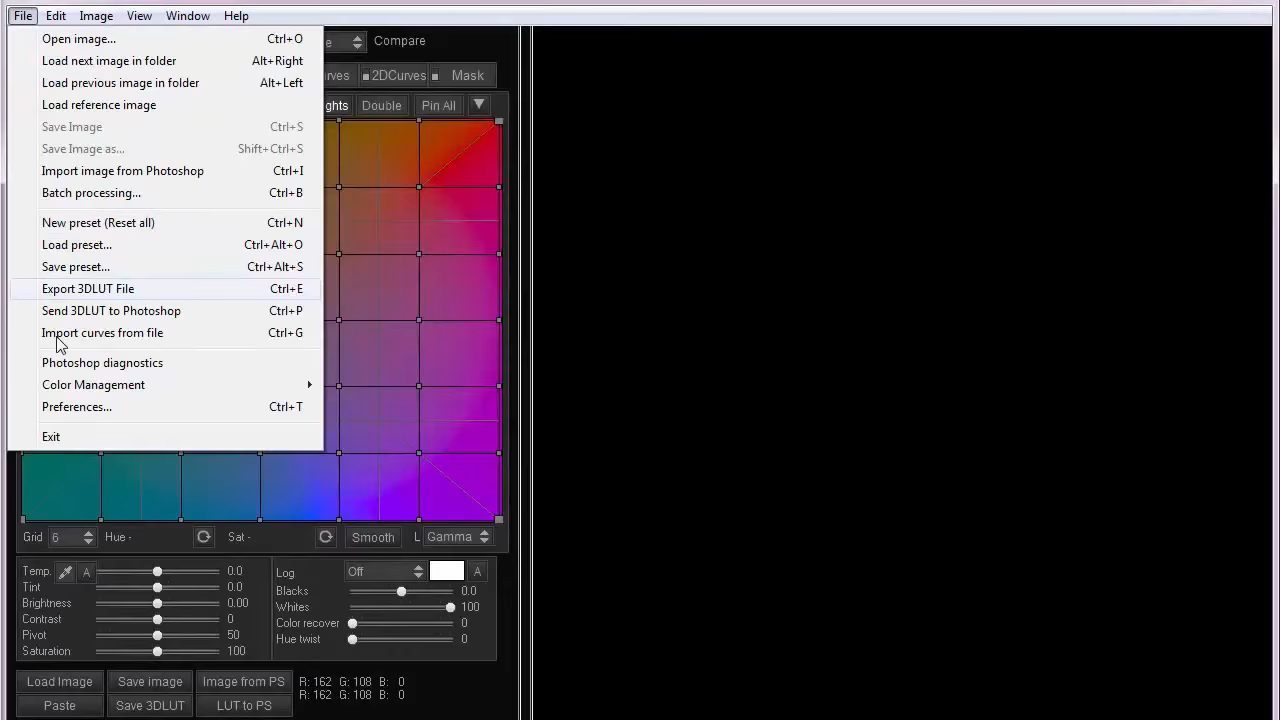 File Edit Image View Window Help
Open image... Ctrl+O
Load next image in folder Alt+Right
Load previous image in folder Alt+Left
Load reference image
Save Image Ctrl+S
Save Image as... Shift+Ctrl+S
Import image from Photoshop Ctrl+I
Batch processing... Ctrl+B
New preset (Reset all) Ctrl+N
Load preset... Ctrl+Alt+O
Save preset... Ctrl+Alt+S
Export 3DLUT File Ctrl+E
Send 3DLUT to Photoshop Ctrl+P
Import curves from file Ctrl+G
Photoshop diagnostics
Color Management
Preferences... Ctrl+T
Exit
Compare
2DCurves Mask
Double Pin All
Grid 6 Hue - Sat - Smooth L Gamma
Temp. A 0.0
Tint 0.0
Brightness 0.00
Contrast 0
Pivot 50
Saturation 100
Log Off A
Blacks 0.0
Whites 100
Color recover 0
Hue twist 0
Load Image Save image Image from PS
Paste Save 3DLUT LUT to PS
R: 162 G: 108 B: 0
R: 162 G: 108 B: 0